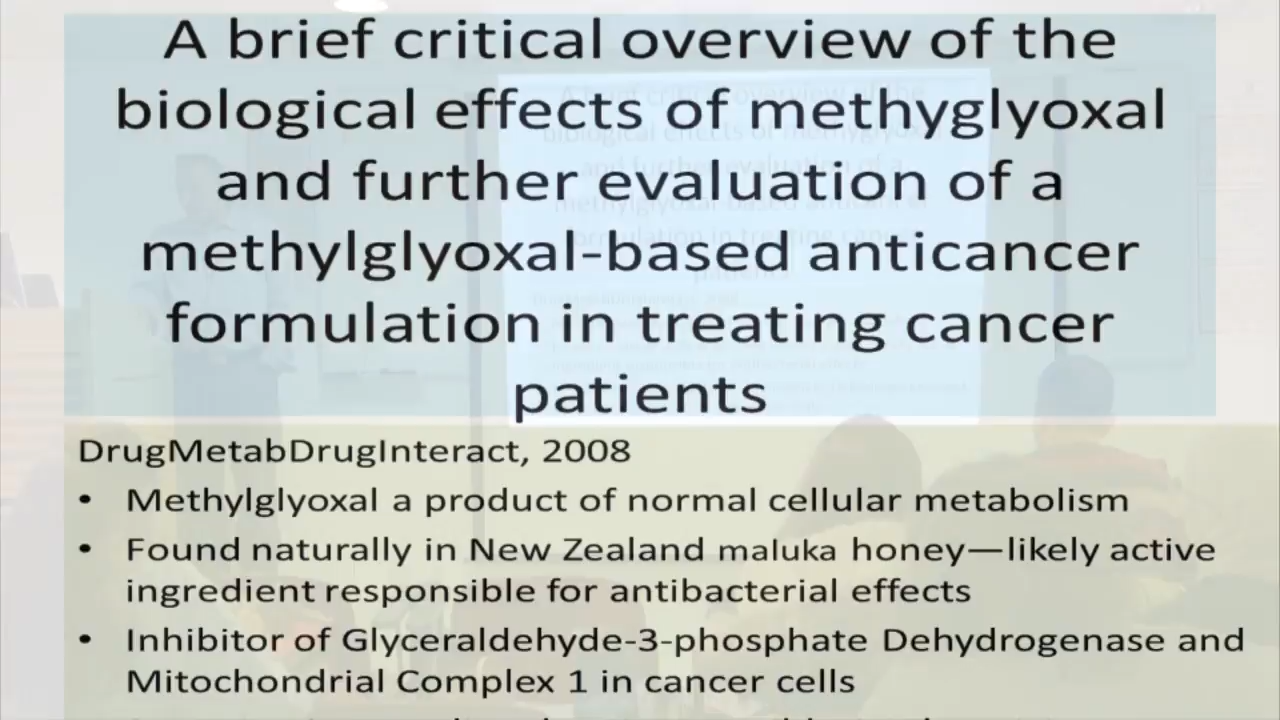 A brief critical overview of the
biological effects of methyglyoxal
and further evaluation of a
methylglyoxal-based anticancer
formulation in treating cancer
patients
DrugMetabDrugInteract, 2008
• Methylglyoxal a product of normal cellular metabolism
• Found naturally in New Zealand maluka honey—likely active
ingredient responsible for antibacterial effects
• Inhibitor of Glyceraldehyde-3-phosphate Dehydrogenase and
Mitochondrial Complex 1 in cancer cells